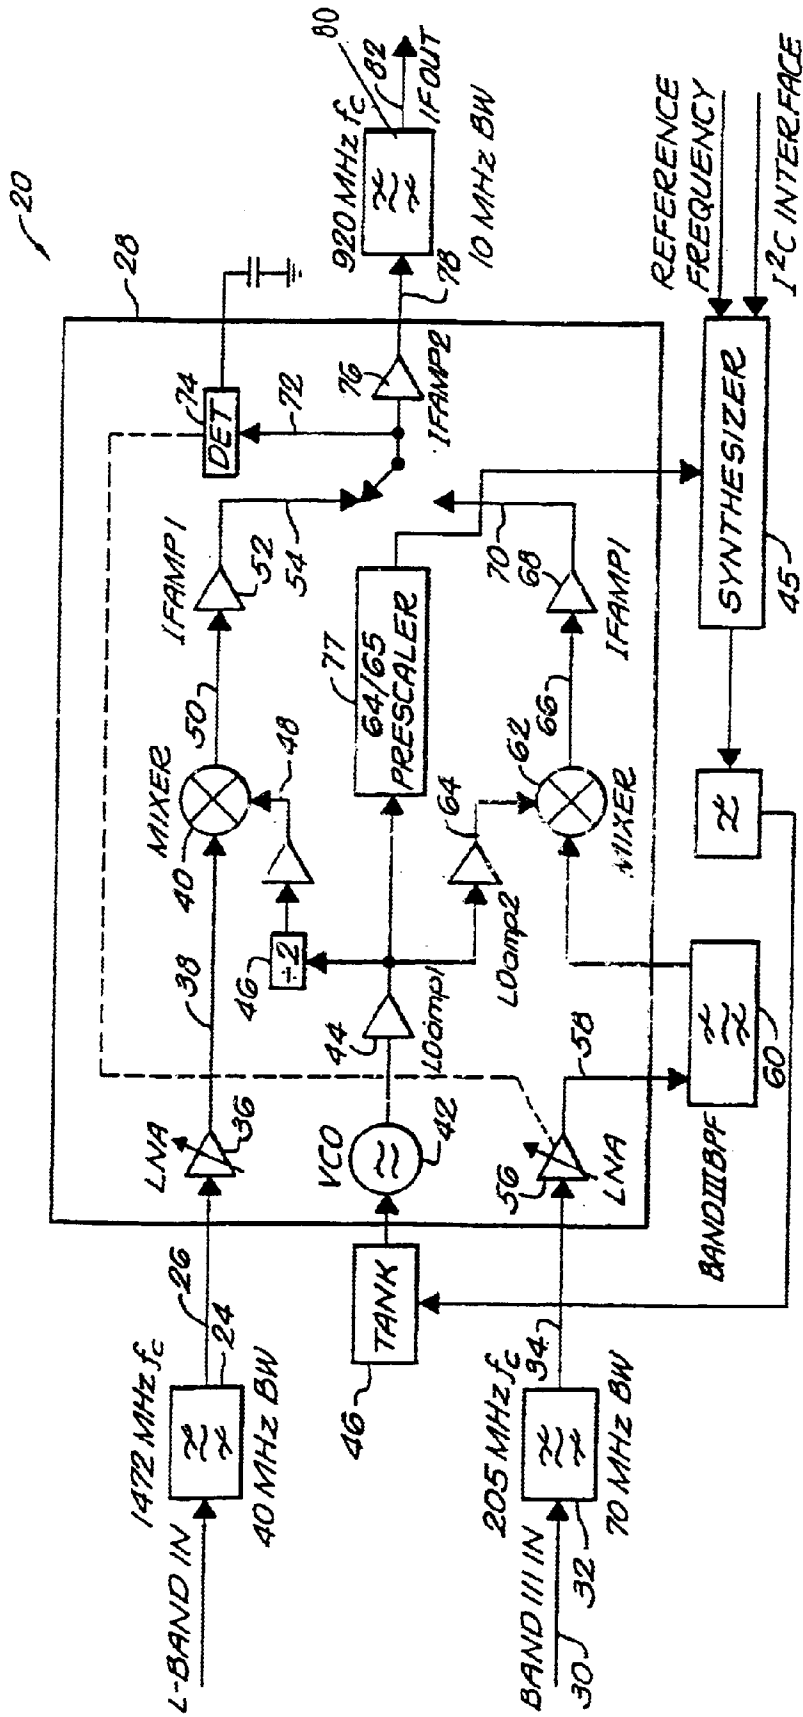 20
L-BAND IN
1472 MHz fc
40 MHz BW
24
26
LNA
36
38
MIXER
40
50
IFAMP1
52
54
DET
74
72
28
÷2
46
48
TANK
46
VCO
42
44
LOamp1
LOamp2
64
77
64/65
PRESCALER
76
IFAMP2
78
920 MHz fc
10 MHz BW
80
82
IFOUT
BAND III IN
30
205 MHz fc
32
70 MHz BW
34
56
LNA
58
BAND III BPF
60
62
MIXER
66
68
IFAMP1
70
SYNTHESIZER
45
REFERENCE
FREQUENCY
I2C INTERFACE